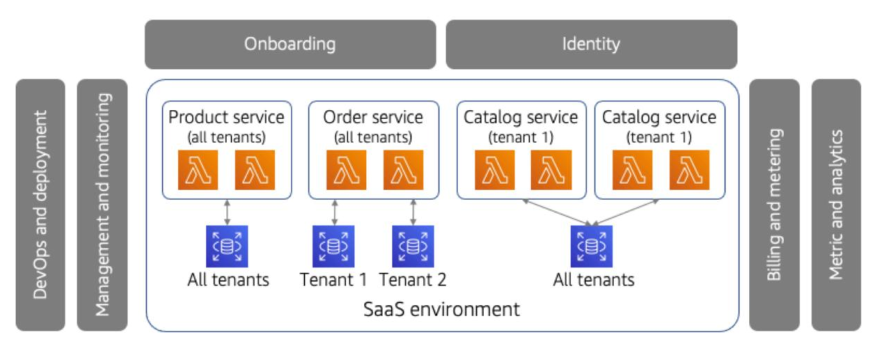 Onboarding
Identity
DevOps and deployment
Management and monitoring
Product service
(all tenants)
Order service
(all tenants)
Catalog service
(tenant 1)
Catalog service
(tenant 1)
All tenants
Tenant 1
Tenant 2
All tenants
SaaS environment
Billing and metering
Metric and analytics